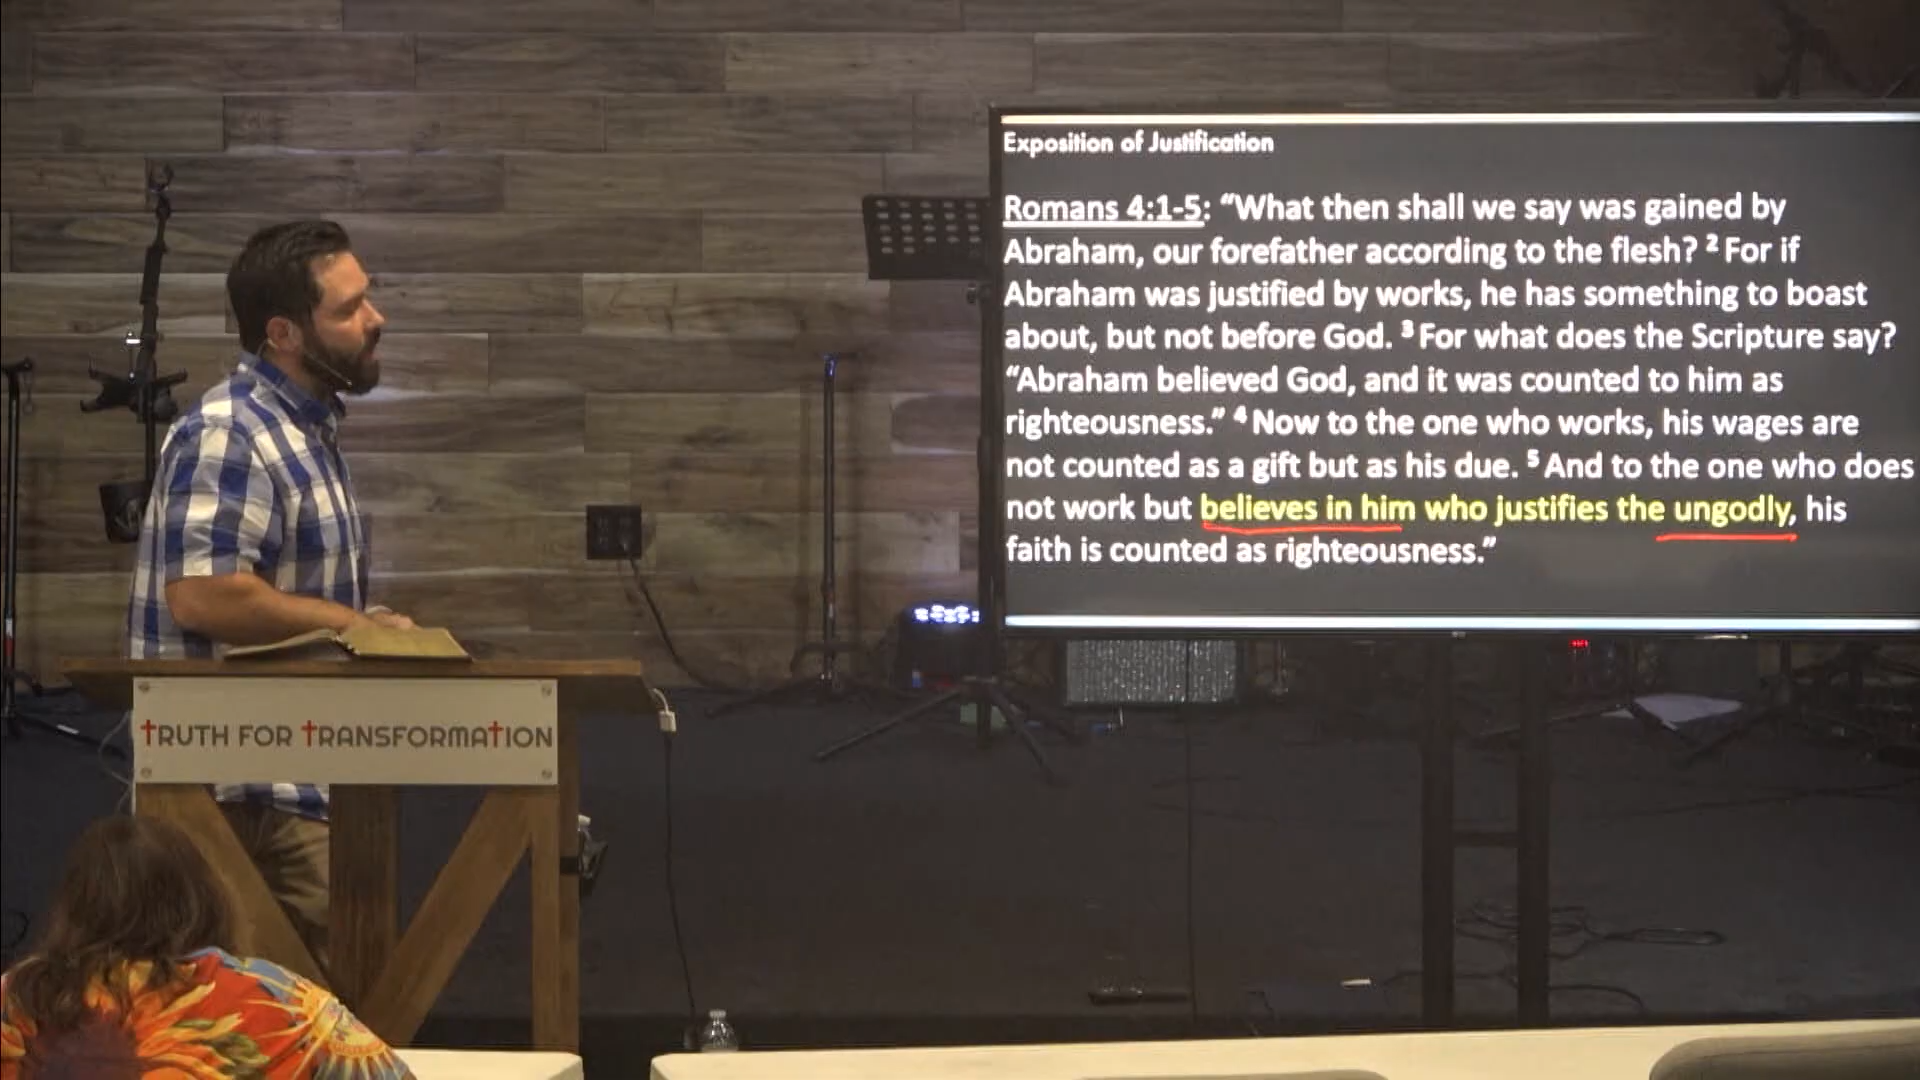 Exposition of Justification
Romans 4:1-5: “What then shall we say was gained by
Abraham, our forefather according to the flesh? ² For if
Abraham was justified by works, he has something to boast
about, but not before God. ³ For what does the Scripture say?
“Abraham believed God, and it was counted to him as
righteousness.” ⁴ Now to the one who works, his wages are
not counted as a gift but as his due. ⁵ And to the one who does
not work but believes in him who justifies the ungodly, his
faith is counted as righteousness.”
TRUTH FOR TRANSFORMATION